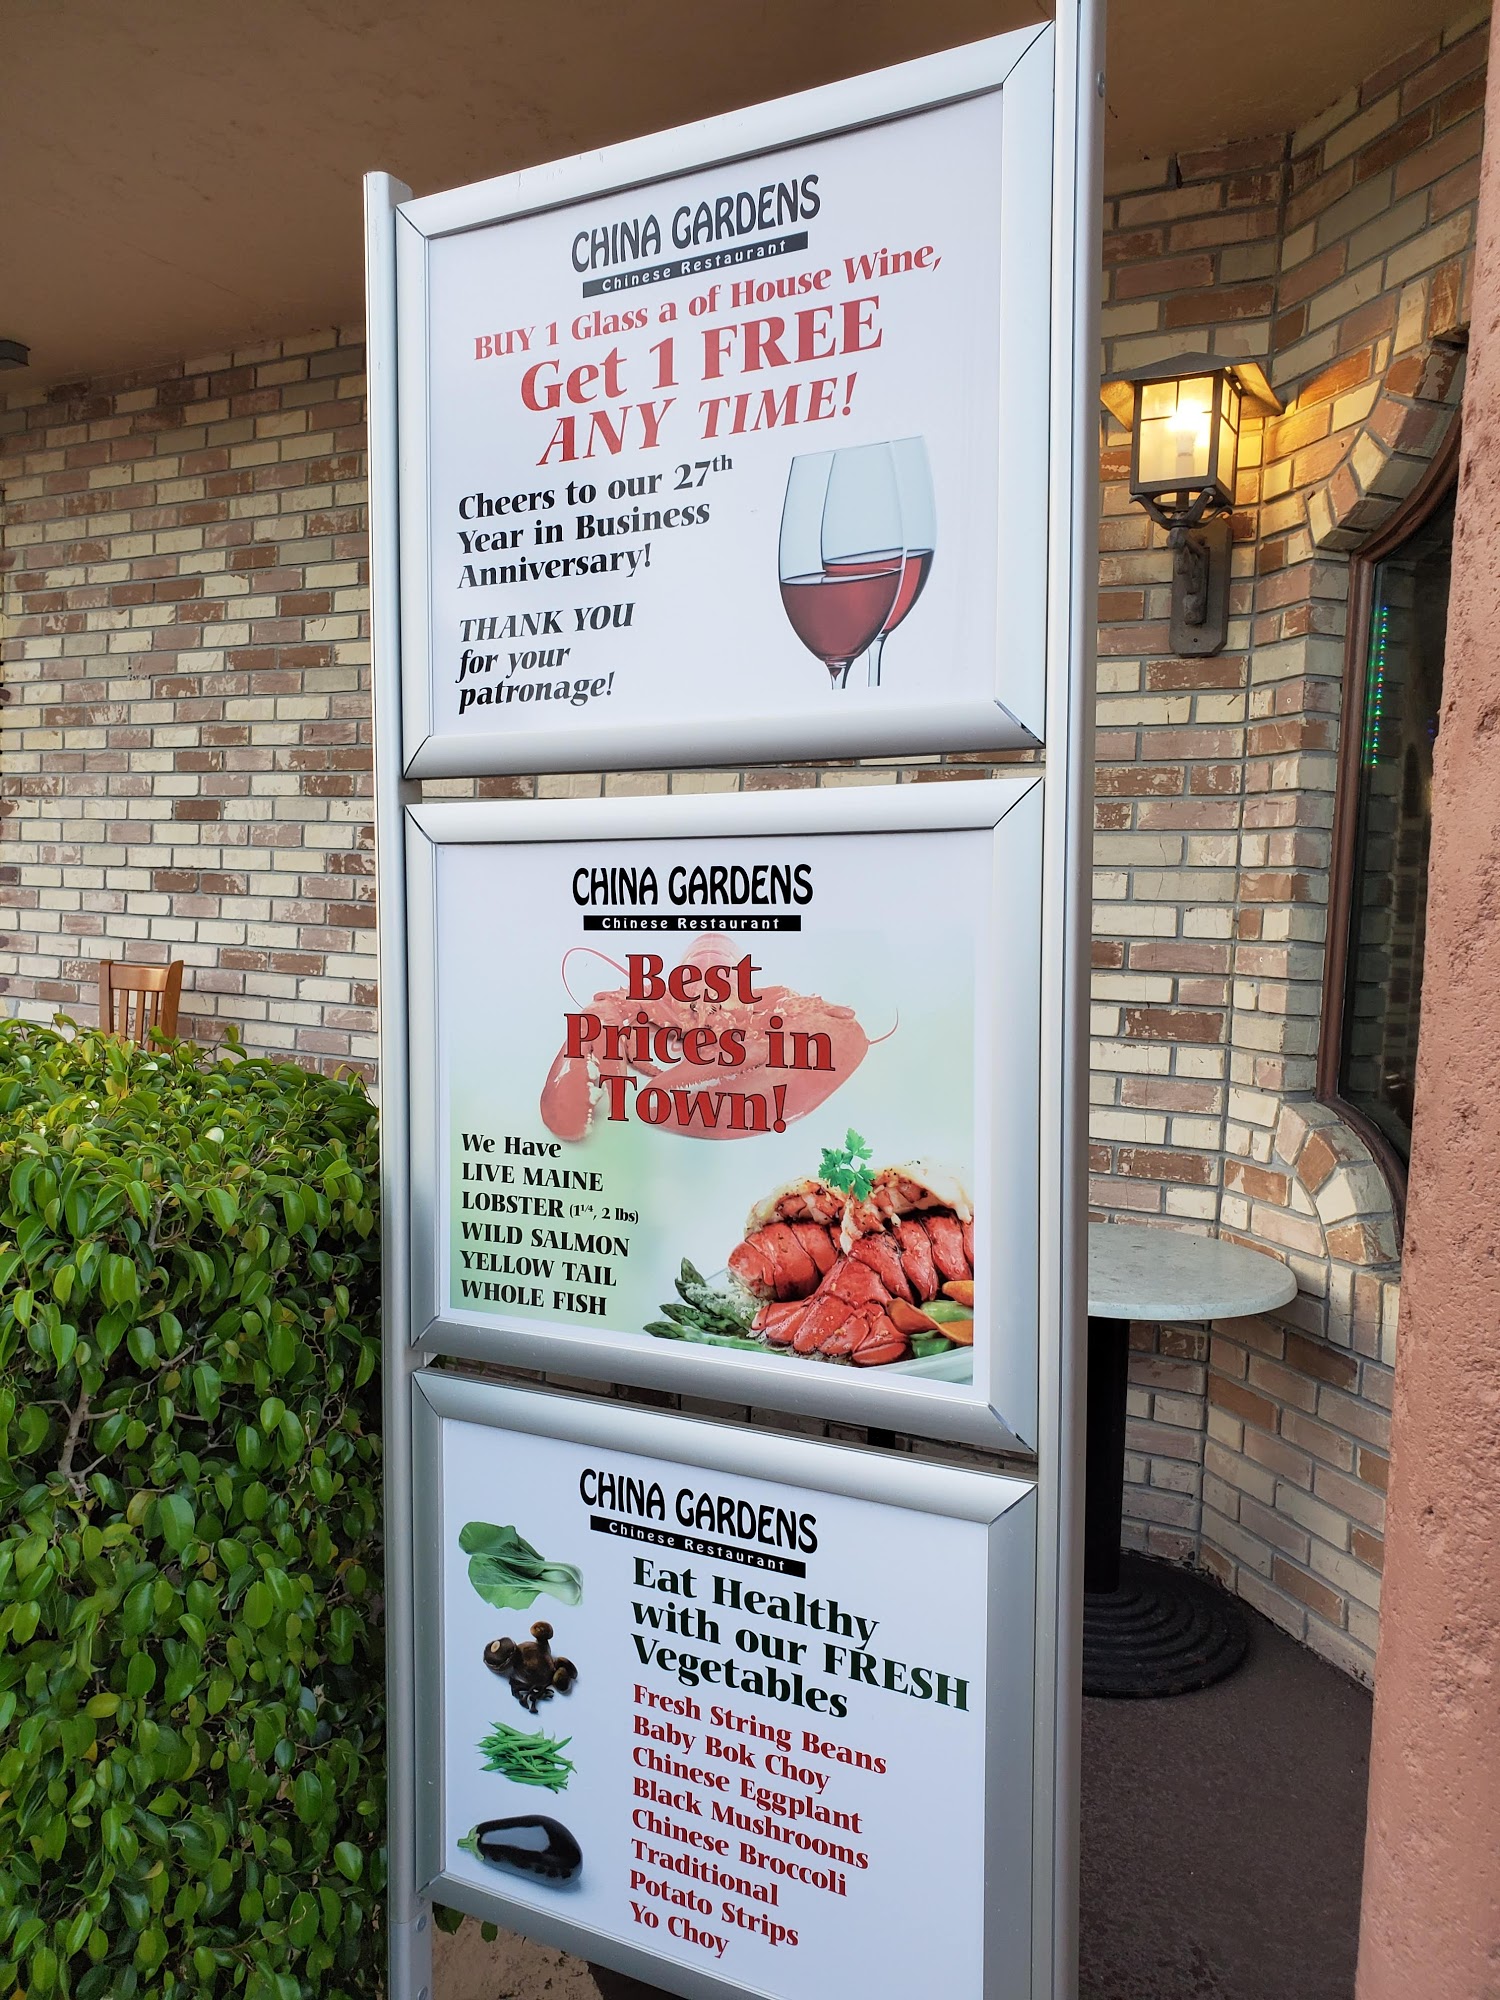 CHINA GARDENS
Chinese Restaurant
BUY 1 Glass a of House Wine,
Get 1 FREE
ANY TIME!
Cheers to our 27th
Year in Business
Anniversary!
THANK YOU
for your
patronage!
CHINA GARDENS
Chinese Restaurant
Best
Prices in
Town!
We Have
LIVE MAINE
LOBSTER (1¼, 2 lbs)
WILD SALMON
YELLOW TAIL
WHOLE FISH
CHINA GARDENS
Chinese Restaurant
Eat Healthy
with our FRESH
Vegetables
Fresh String Beans
Baby Bok Choy
Chinese Eggplant
Black Mushrooms
Chinese Broccoli
Traditional
Potato Strips
Yo Choy